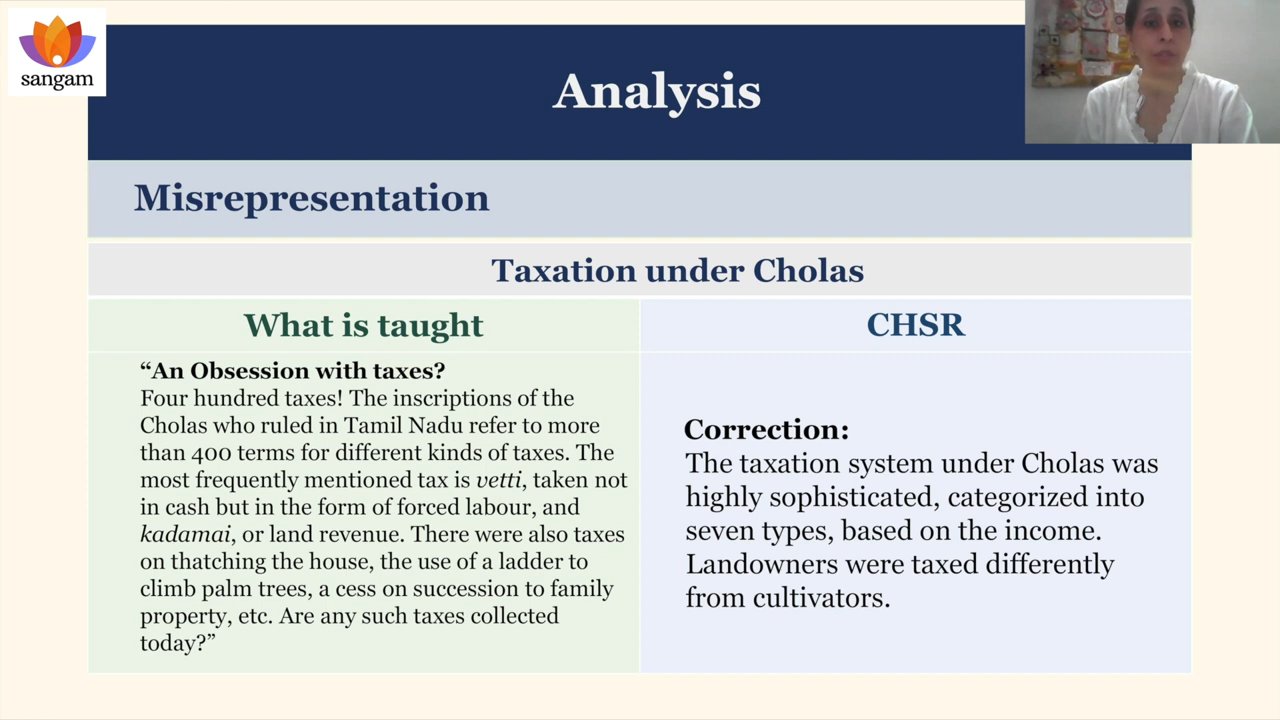 sangam
Analysis
Misrepresentation
Taxation under Cholas
What is taught
CHSR
“An Obsession with taxes?
Four hundred taxes! The inscriptions of the
Cholas who ruled in Tamil Nadu refer to more
than 400 terms for different kinds of taxes. The
most frequently mentioned tax is vetti, taken not
in cash but in the form of forced labour, and
kadamai, or land revenue. There were also taxes
on thatching the house, the use of a ladder to
climb palm trees, a cess on succession to family
property, etc. Are any such taxes collected
today?”
Correction:
The taxation system under Cholas was
highly sophisticated, categorized into
seven types, based on the income.
Landowners were taxed differently
from cultivators.